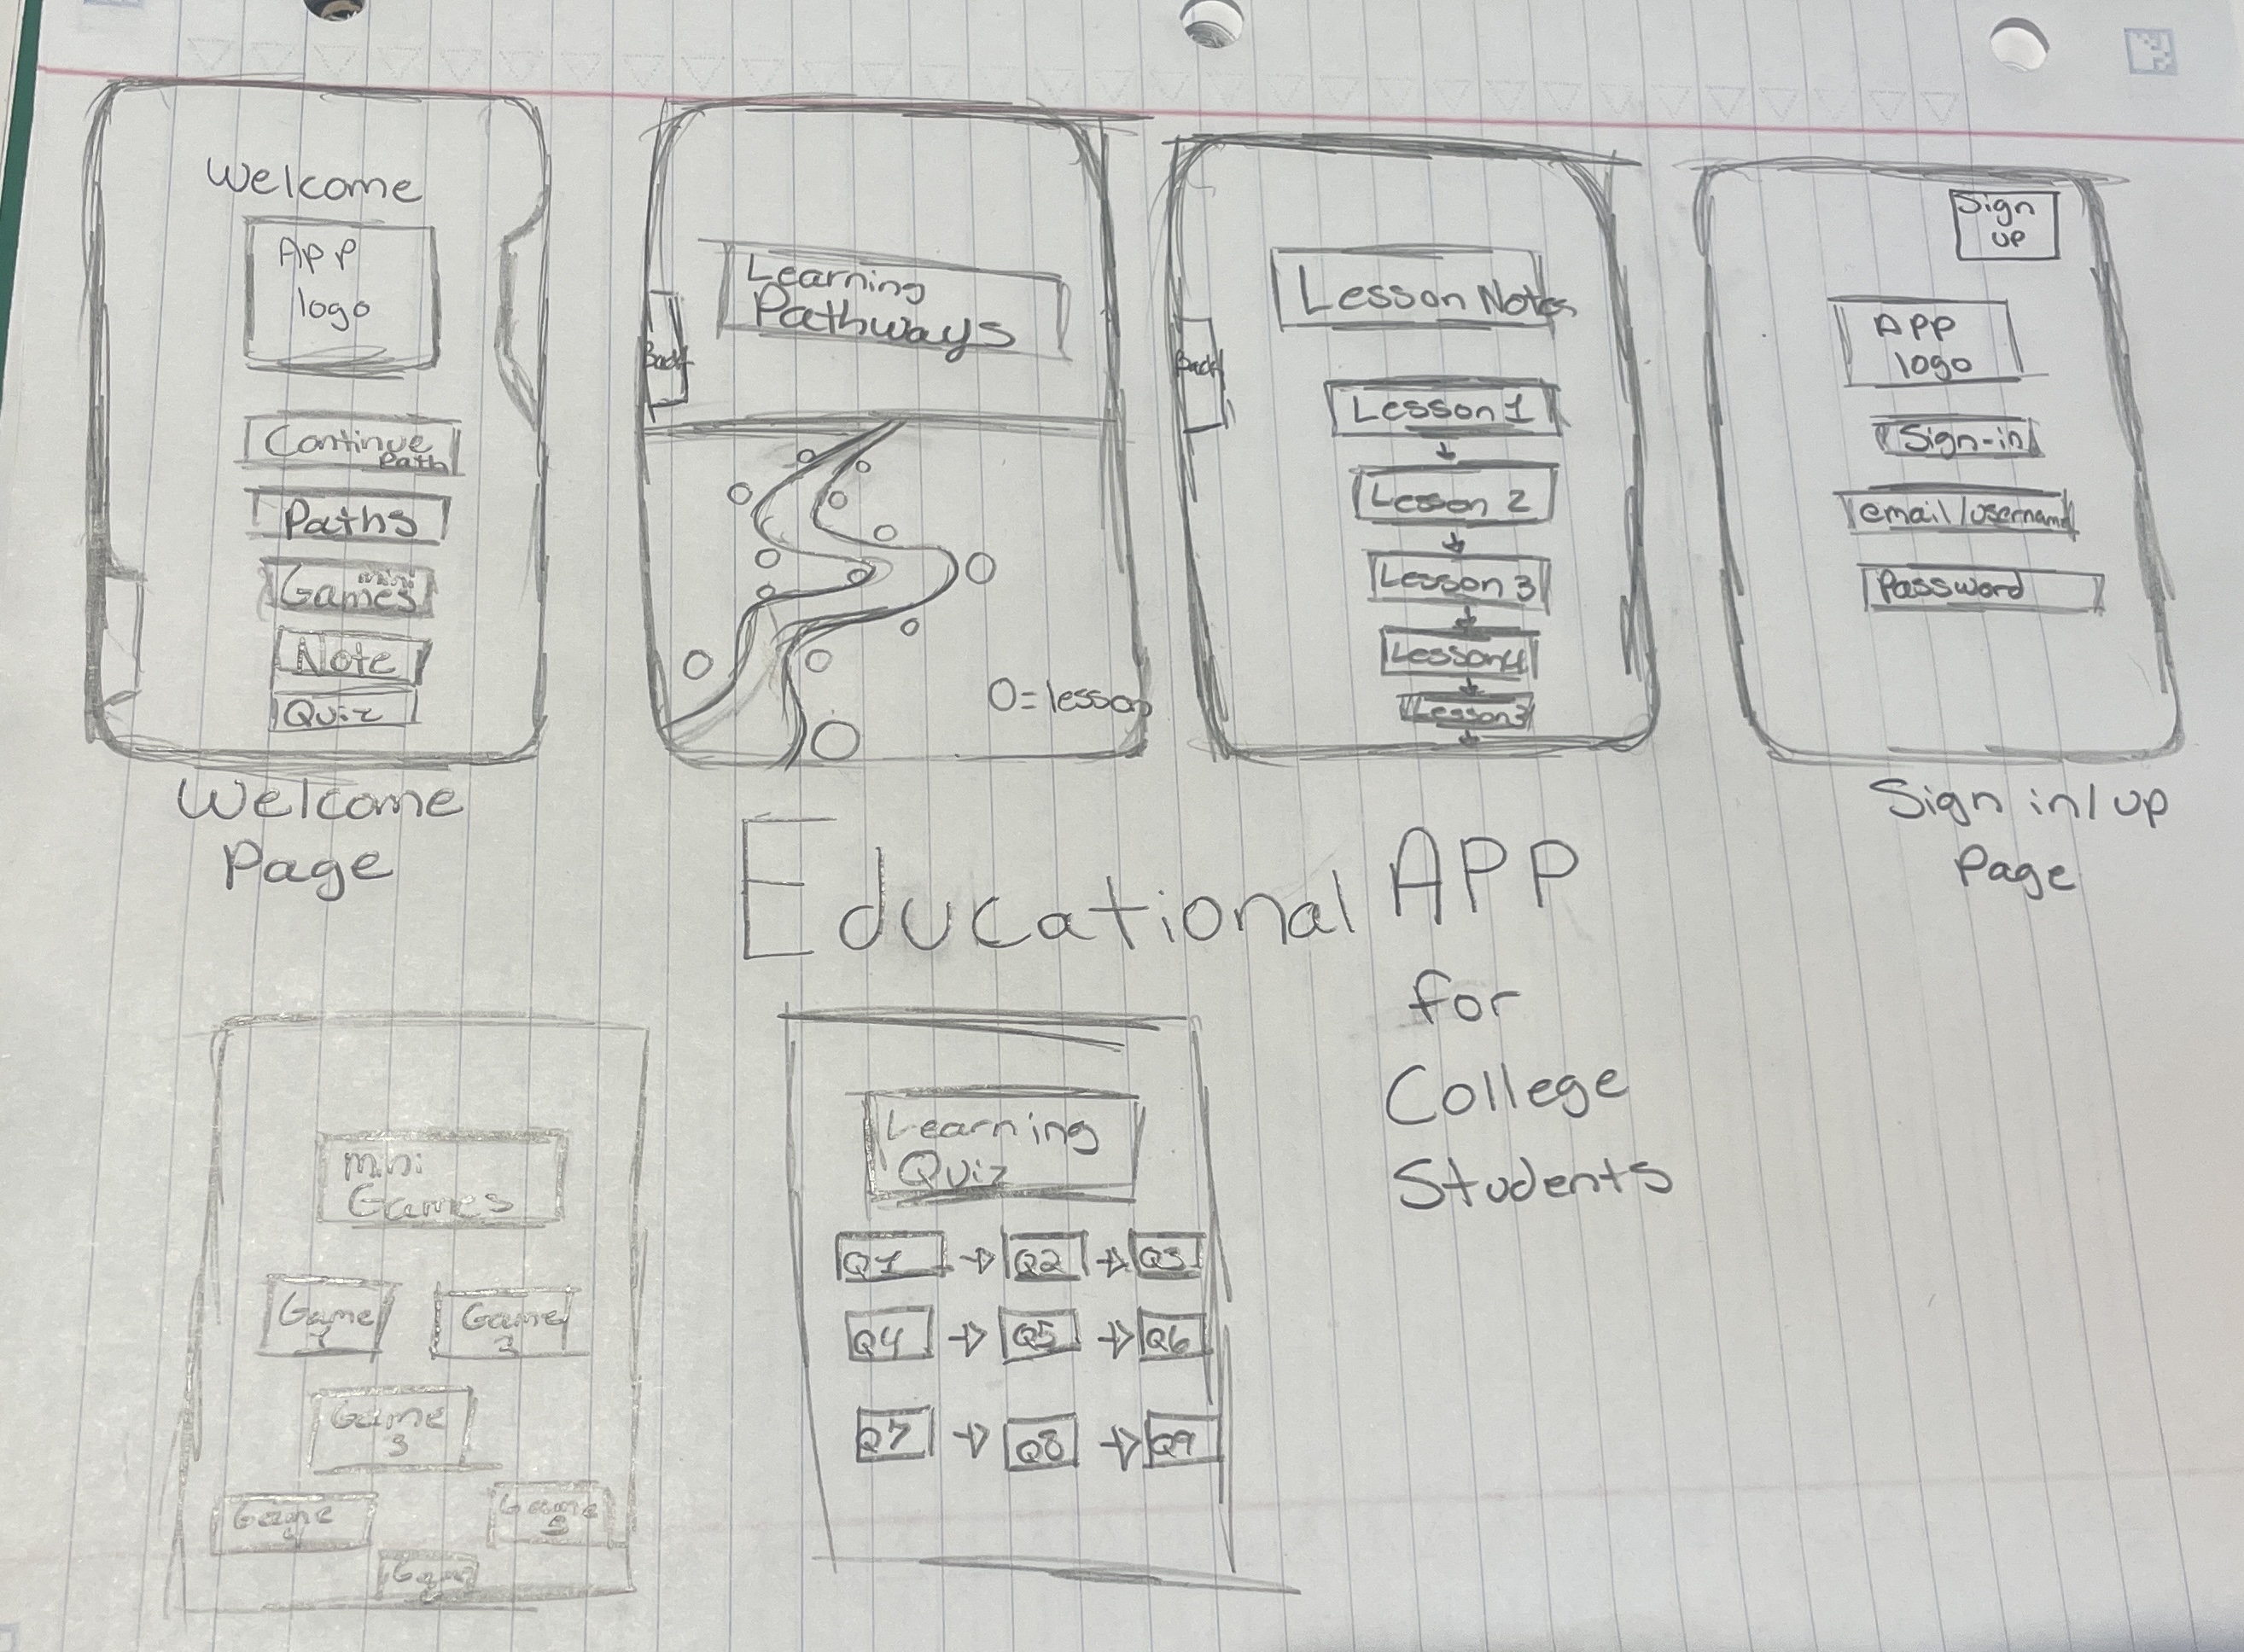 Welcome
App
logo
Continue
Path
Paths
mini
Games
Note
Quiz
Welcome
Page
Back
Learning
Pathways
O=lesson
Back
Lesson Notes
Lesson 1
Lesson 2
Lesson 3
Lesson 4
Lesson
Sign
up
App
logo
Sign-in
email/username
Password
Sign in/up
Page
Educational APP
for
College
Students
mini
Games
Game
1
Game
2
Game
3
Game
4
Game
5
Game
Learning
Quiz
Q1 Q2 Q3
Q4 Q5 Q6
Q7 Q8 Q9